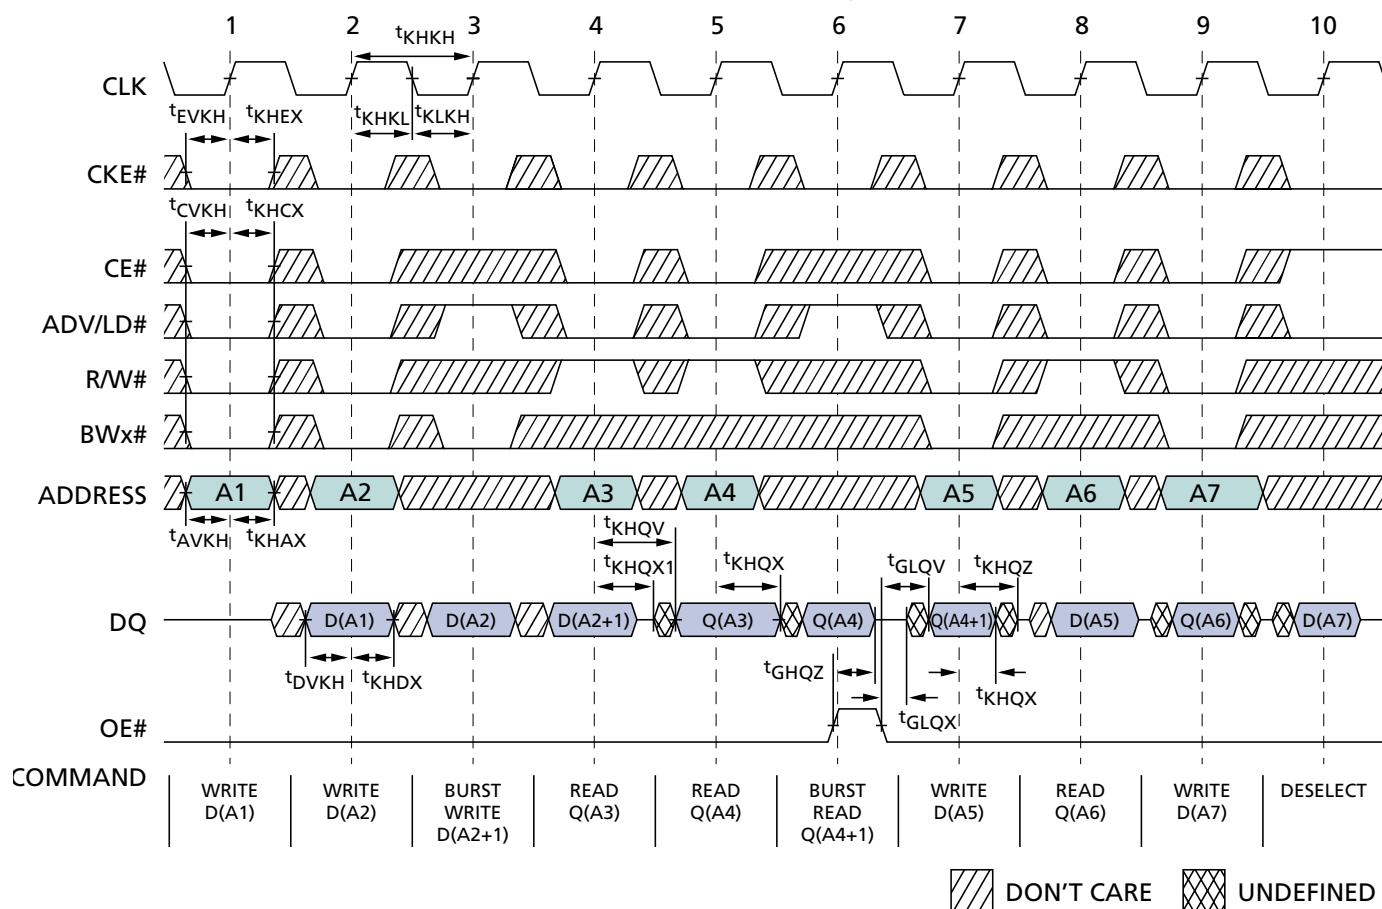 1 2 3 4 5 6 7 8 9 10
tKHKH
CLK
tEVKH tKHEX tKHKL tKLKH
CKE#
tCVKH tKHCX
CE#
ADV/LD#
R/W#
BWx#
ADDRESS A1 A2 A3 A4 A5 A6 A7
tAVKH tKHAX tKHQV
tKHQX1 tKHQX tGLQV tKHQZ
DQ D(A1) D(A2) D(A2+1) Q(A3) Q(A4) Q(A4+1) D(A5) Q(A6) D(A7)
tDVKH tKHDX tGHQZ tKHQX
tGLQX
OE#
COMMAND
WRITE WRITE BURST READ READ BURST WRITE READ WRITE DESELECT
D(A1) D(A2) WRITE Q(A3) Q(A4) READ D(A5) Q(A6) D(A7)
D(A2+1) Q(A4+1)
DON'T CARE UNDEFINED